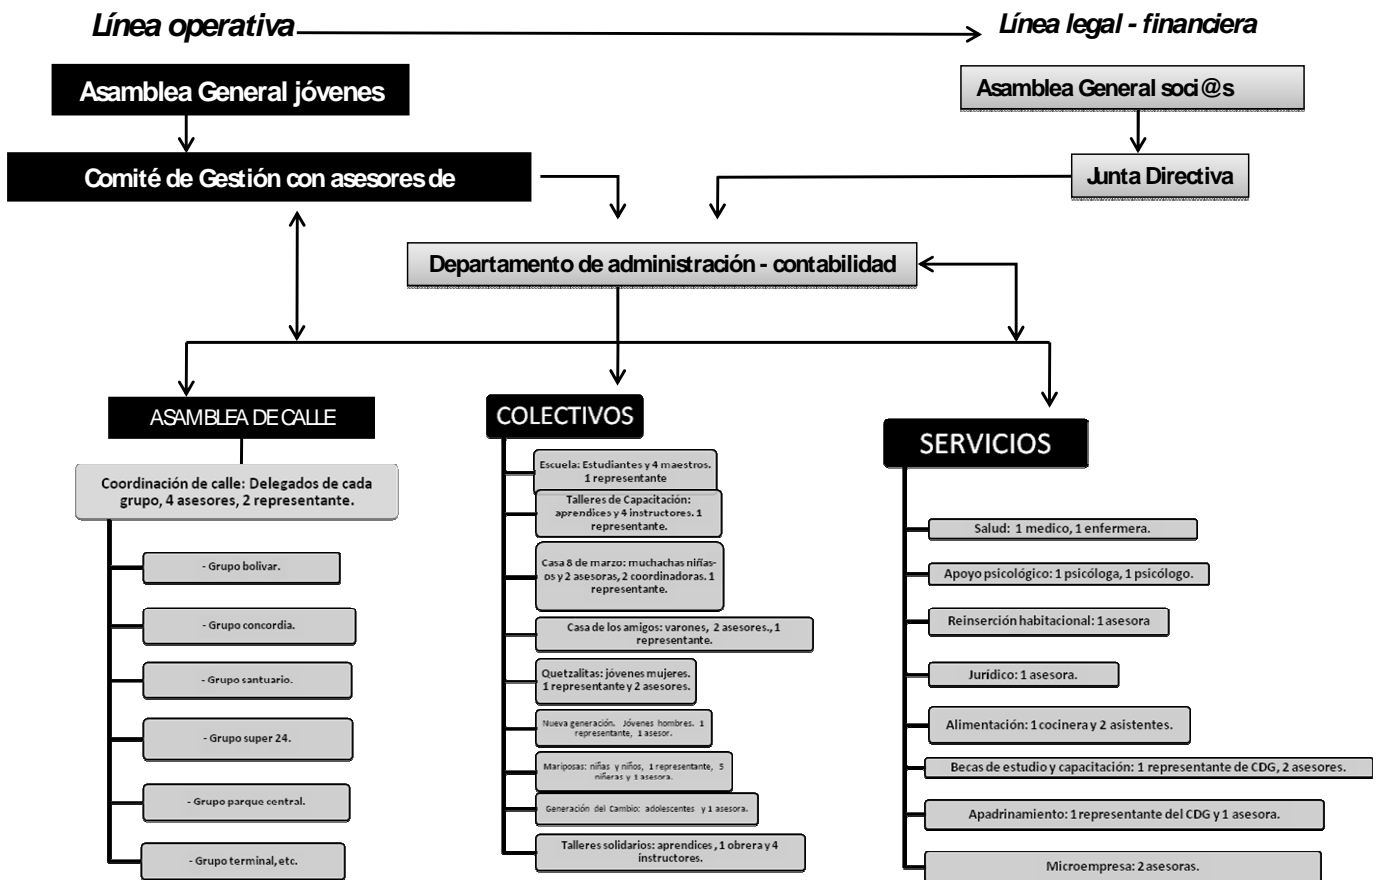 Línea operativa
Línea legal - financiera
Asamblea General jóvenes
Asamblea General soci@s
Comité de Gestión con asesores de
Junta Directiva
Departamento de administración - contabilidad
ASAMBLEA DE CALLE
Coordinación de calle: Delegados de cada
grupo, 4 asesores, 2 representante.
- Grupo bolivar.
- Grupo concordia.
- Grupo santuario.
- Grupo super 24.
- Grupo parque central.
- Grupo terminal, etc.
COLECTIVOS
Escuela: Estudiantes y 4 maestros.
1 representante
Talleres de Capacitación:
aprendices y 4 instructores. 1
representante.
Casa 8 de marzo: muchachas niñas-
os y 2 asesoras, 2 coordinadoras. 1
representante.
Casa de los amigos: varones, 2 asesores., 1
representante.
Quetzalitas: jóvenes mujeres.
1 representante y 2 asesores.
Nueva generación. Jóvenes hombres. 1
representante, 1 asesor.
Mariposas: niñas y niños, 1 representante, 5
niñeras y 1 asesora.
Generación del Cambio: adolescentes y 1 asesora.
Talleres solidarios: aprendices , 1 obrera y 4
instructores.
SERVICIOS
Salud: 1 medico, 1 enfermera.
Apoyo psicológico: 1 psicóloga, 1 psicólogo.
Reinserción habitacional: 1 asesora
Jurídico: 1 asesora.
Alimentación: 1 cocinera y 2 asistentes.
Becas de estudio y capacitación: 1 representante de CDG, 2 asesores.
Apadrinamiento: 1 representante del CDG y 1 asesora.
Microempresa: 2 asesoras.